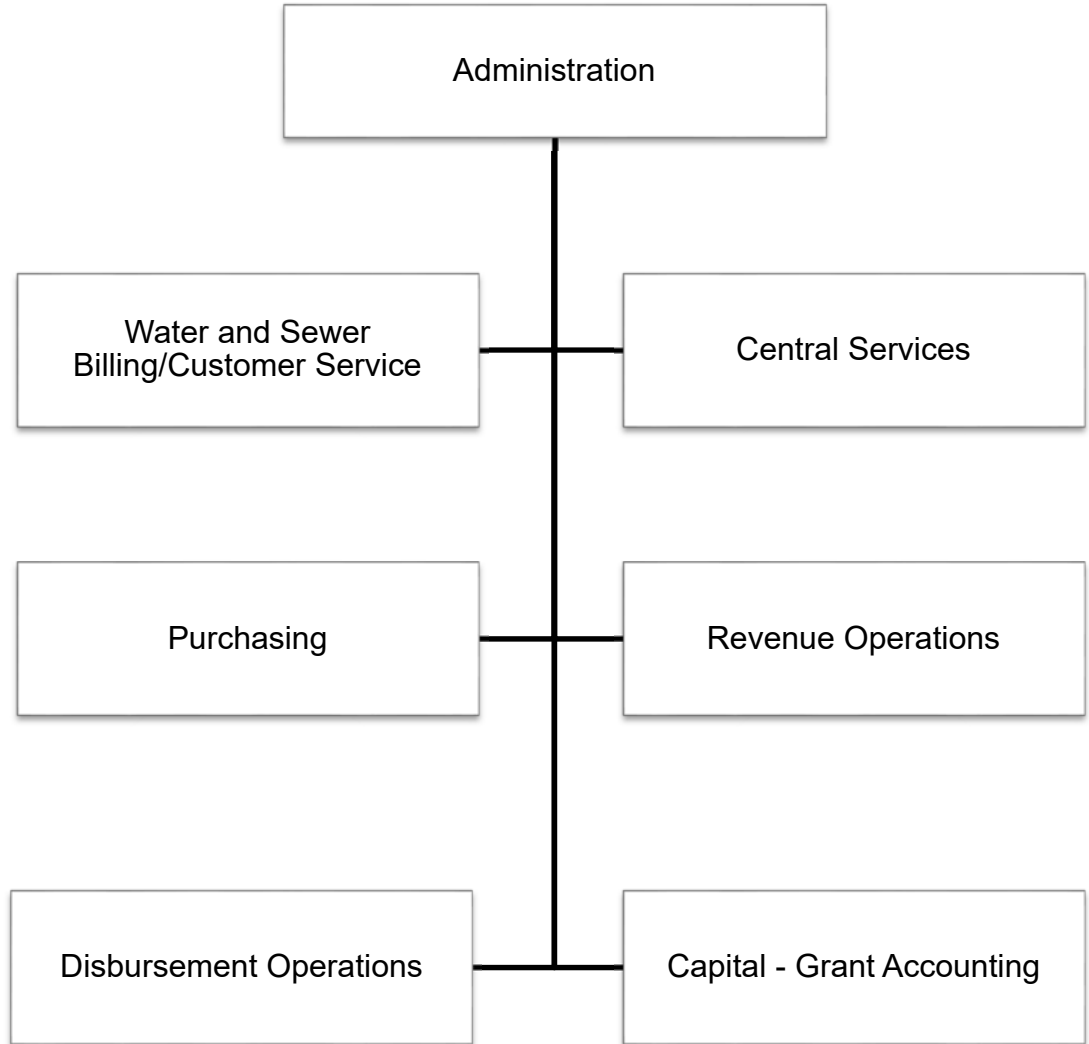 Administration
Water and Sewer
Billing/Customer Service
Central Services
Purchasing
Revenue Operations
Disbursement Operations
Capital - Grant Accounting